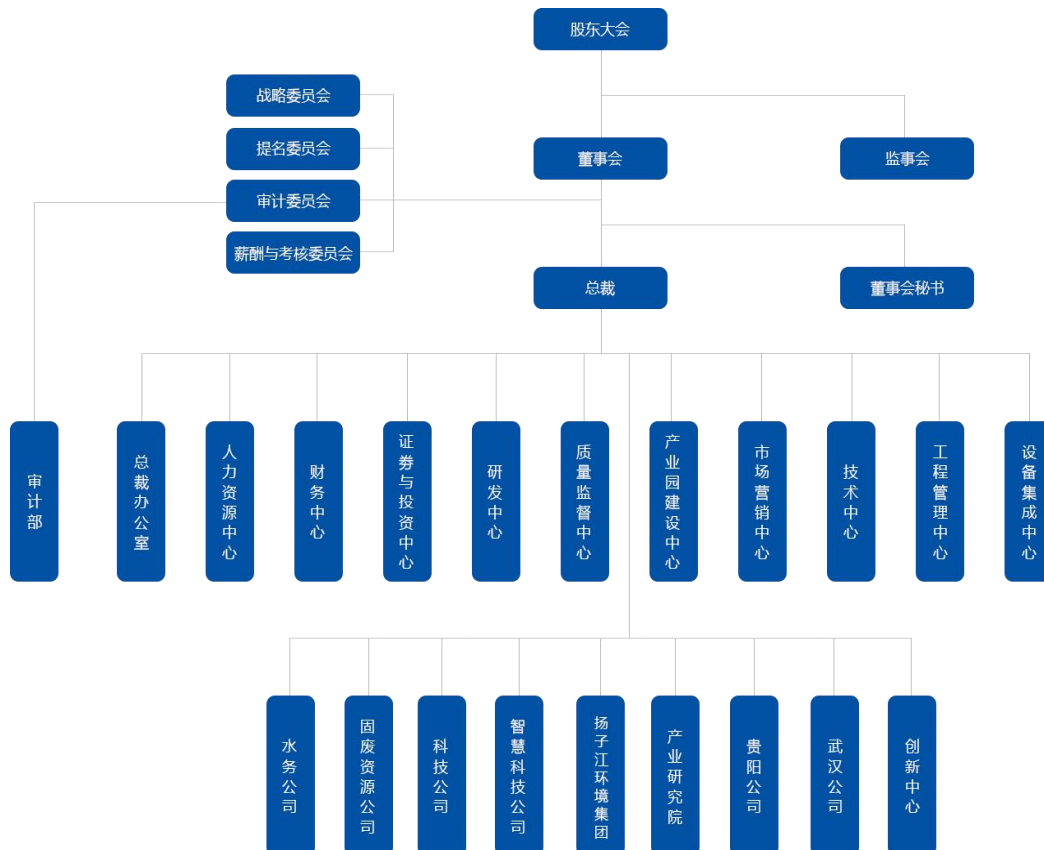 股东大会
战略委员会
提名委员会
董事会
监事会
审计委员会
薪酬与考核委员会
总裁
董事会秘书
审计部
总裁办公室
人力资源中心
财务中心
证券与投资中心
研发中心
质量监督中心
产业园建设中心
市场营销中心
技术中心
工程管理中心
设备集成中心
水务公司
固废资源公司
科技公司
智慧科技公司
扬子江环境集团
产业研究院
贵阳公司
武汉公司
创新中心